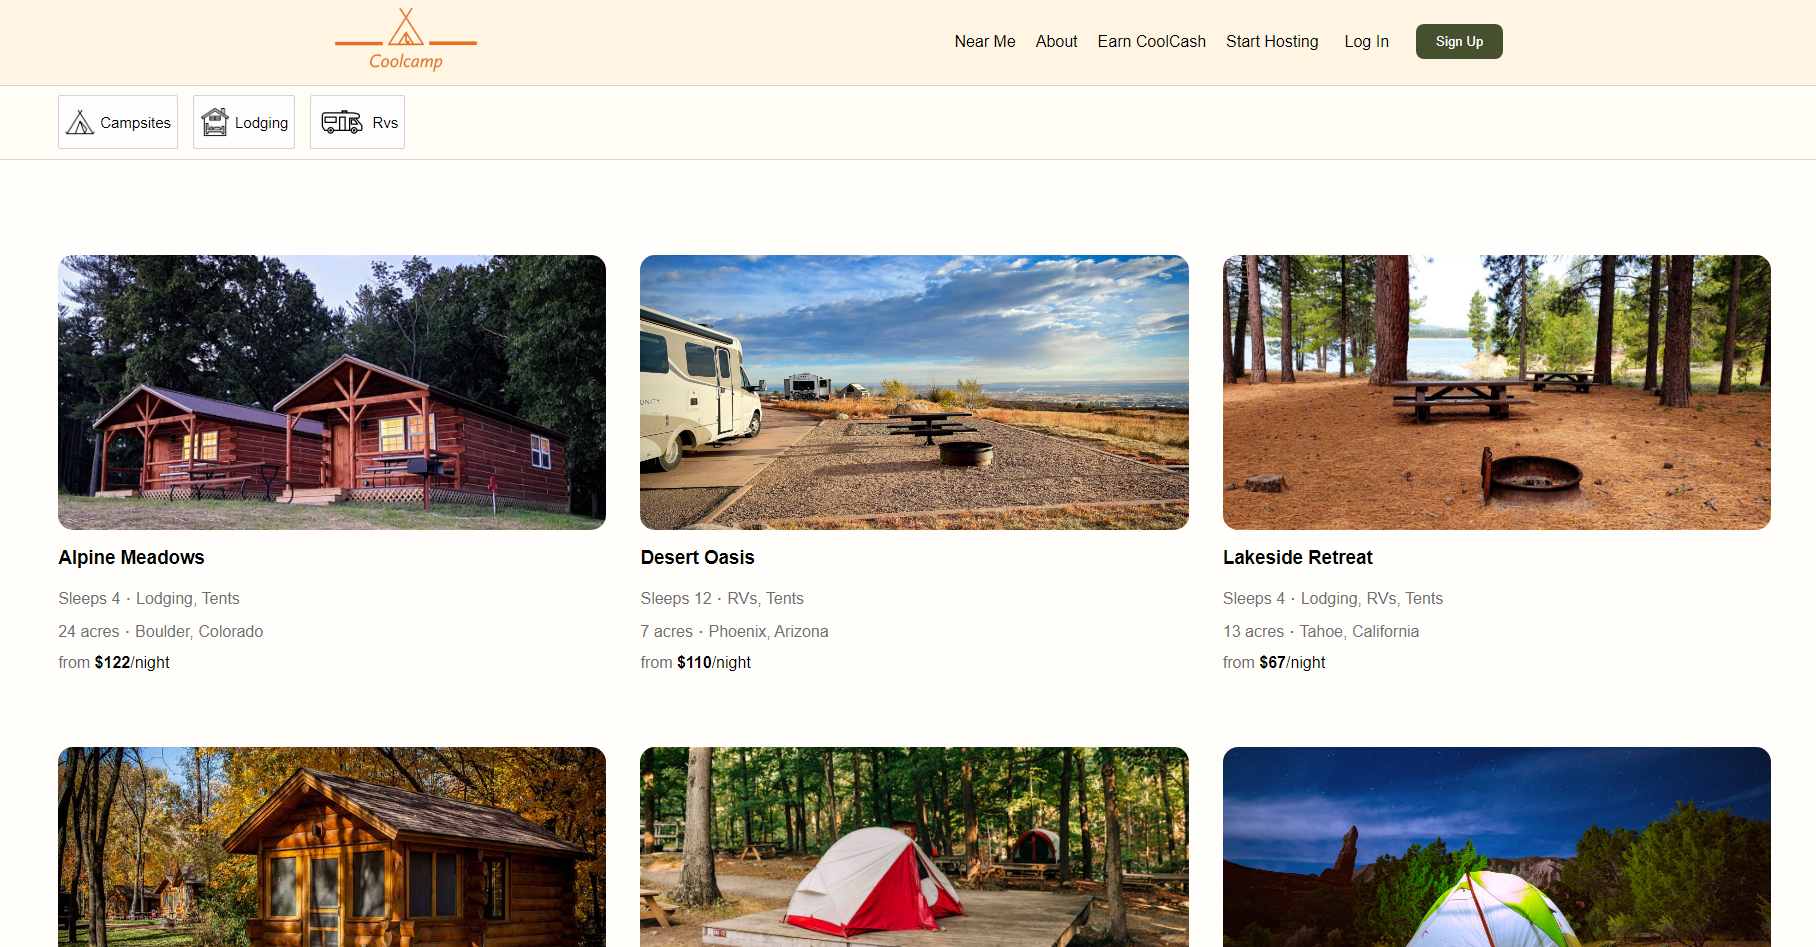 Coolcamp
Near Me
About
Earn CoolCash
Start Hosting
Log In
Sign Up
Campsites
Lodging
Rvs
UNITY
Alpine Meadows
Sleeps 4 · Lodging, Tents
24 acres · Boulder, Colorado
from $122/night
Desert Oasis
Sleeps 12 · RVs, Tents
7 acres · Phoenix, Arizona
from $110/night
Lakeside Retreat
Sleeps 4 · Lodging, RVs, Tents
13 acres · Tahoe, California
from $67/night